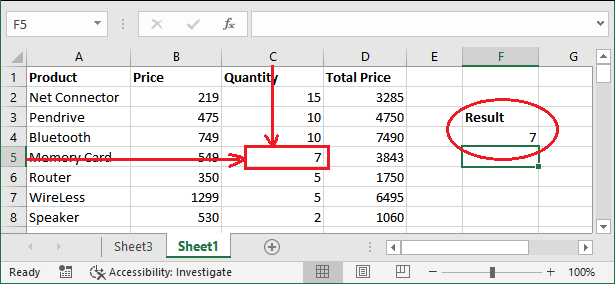 F5 fx
A B C D E F G
1 Product Price Quantity Total Price
2 Net Connector 219 15 3285
3 Pendrive 475 10 4750 Result
4 Bluetooth 749 10 7490 7
5 Memory Card 549 7 3843
6 Router 350 5 1750
7 WireLess 1299 5 6495
8 Speaker 530 2 1060
Sheet3 Sheet1
Ready Accessibility: Investigate 100%